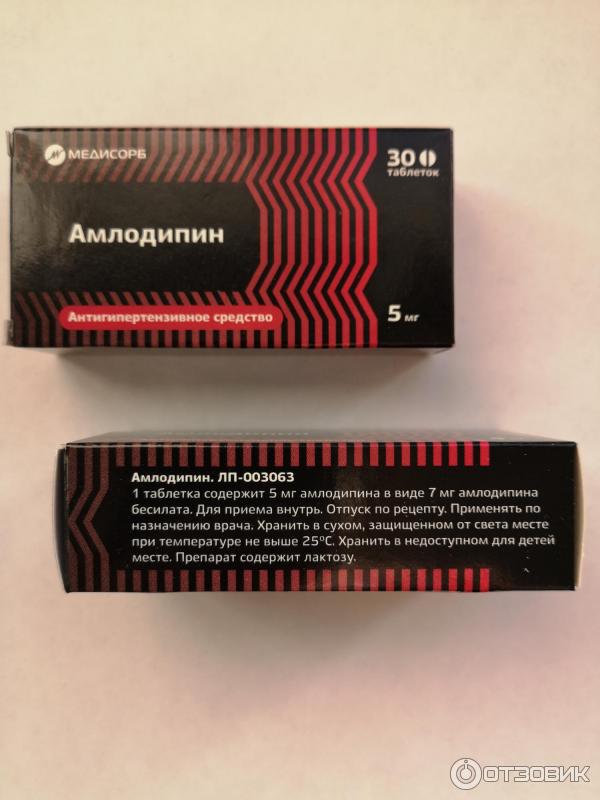 МЕДИСОРБ
30
таблеток
Амлодипин
Антигипертензивное средство
5 мг
Амлодипин. ЛП-003063
1 таблетка содержит 5 мг амлодипина в виде 7 мг амлодипина
бесилата. Для приема внутрь. Отпуск по рецепту. Применять по
назначению врача. Хранить в сухом, защищенном от света месте
при температуре не выше 25°С. Хранить в недоступном для детей
месте. Препарат содержит лактозу.
ОТЗОВИК